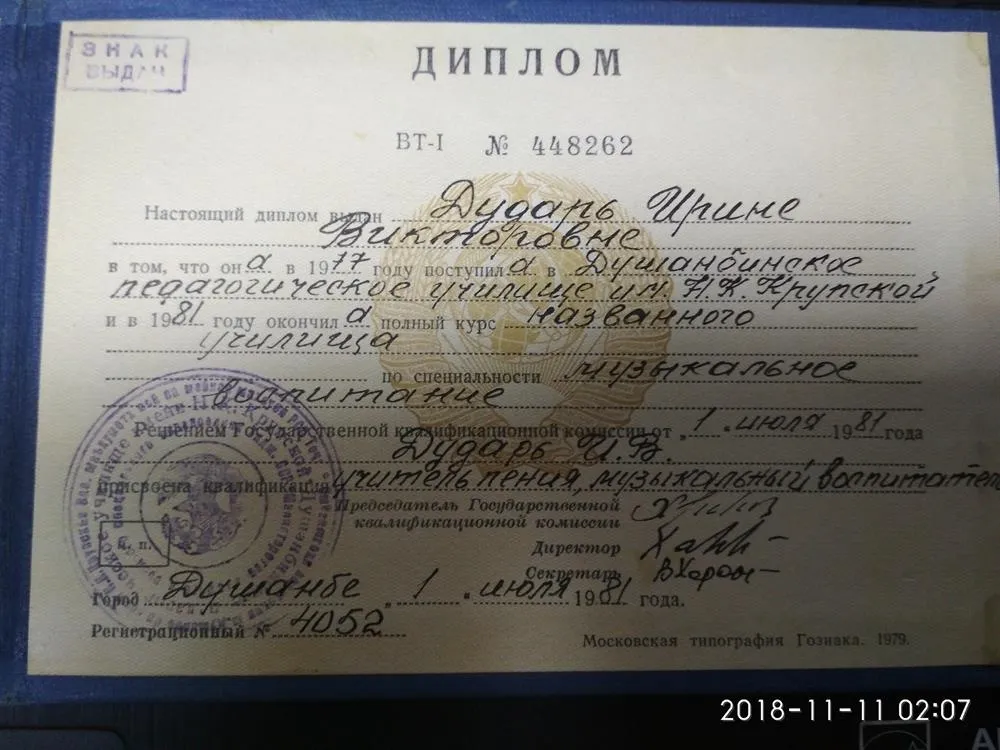 ЗНАК
ВЫДАН
ДИПЛОМ
ВТ-I № 448262
Настоящий диплом выдан Дударь Ирине
Викторовне
в том, что она в 1977 году поступила в Душанбинское
педагогическое училище им. Н.К. Крупской
и в 1981 году окончила полный курс названного
училища
по специальности музыкальное
воспитание
Решением Государственной квалификационной комиссии от „1“ июля 1981 года
Дударь И.В.
присвоена квалификация учитель пения, музыкальный воспитатель
Председатель Государственной
квалификационной комиссии
Директор
Секретарь
М. п.
Город Душанбе „1“ июля 1981 года.
Регистрационный № 4052
Московская типография Гознака. 1979.
2018-11-11 02:07